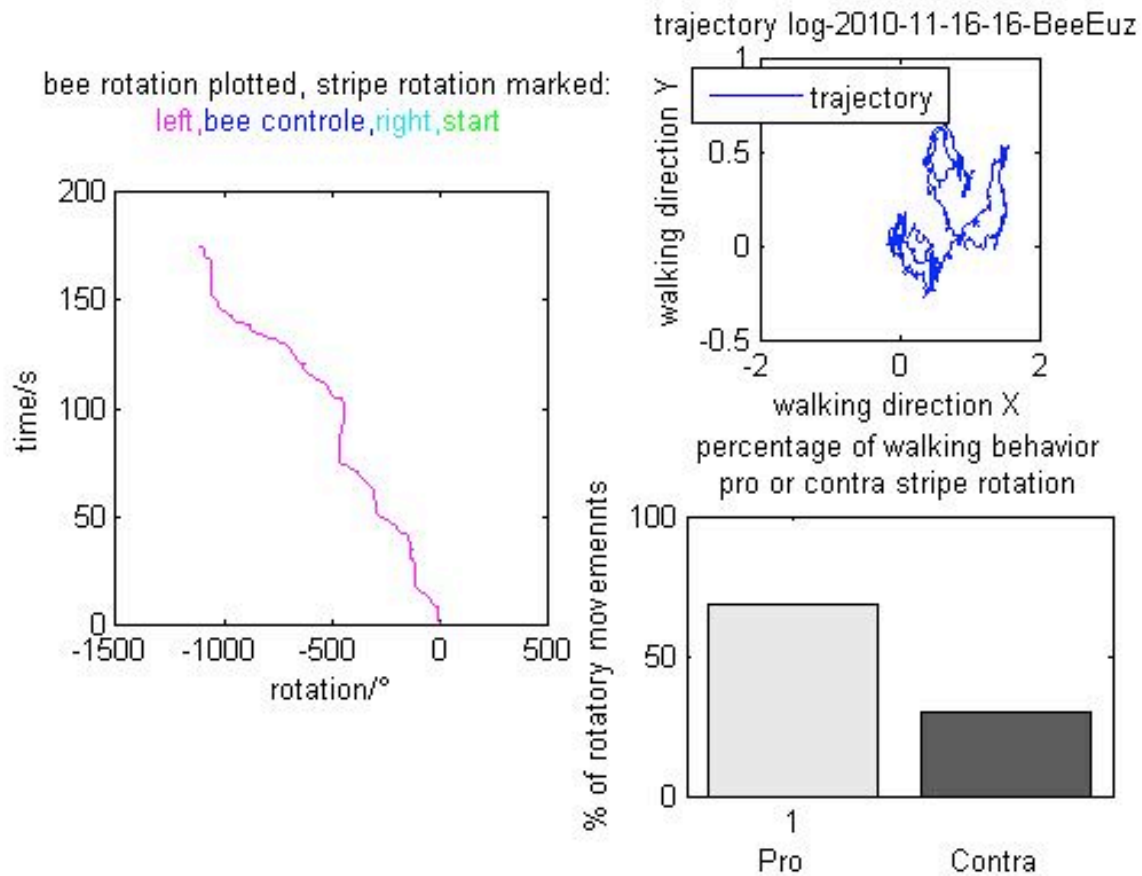 bee rotation plotted, stripe rotation marked:
left,bee controle,right,start
200
150
100
50
0
time/s
-1500 -1000 -500 0 500
rotation/°
trajectory log-2010-11-16-16-BeeEuz
trajectory
1
0.5
0
-0.5
walking direction Y
-2 0 2
walking direction X
percentage of walking behavior
pro or contra stripe rotation
100
50
0
% of rotatory movemennts
1
Pro Contra